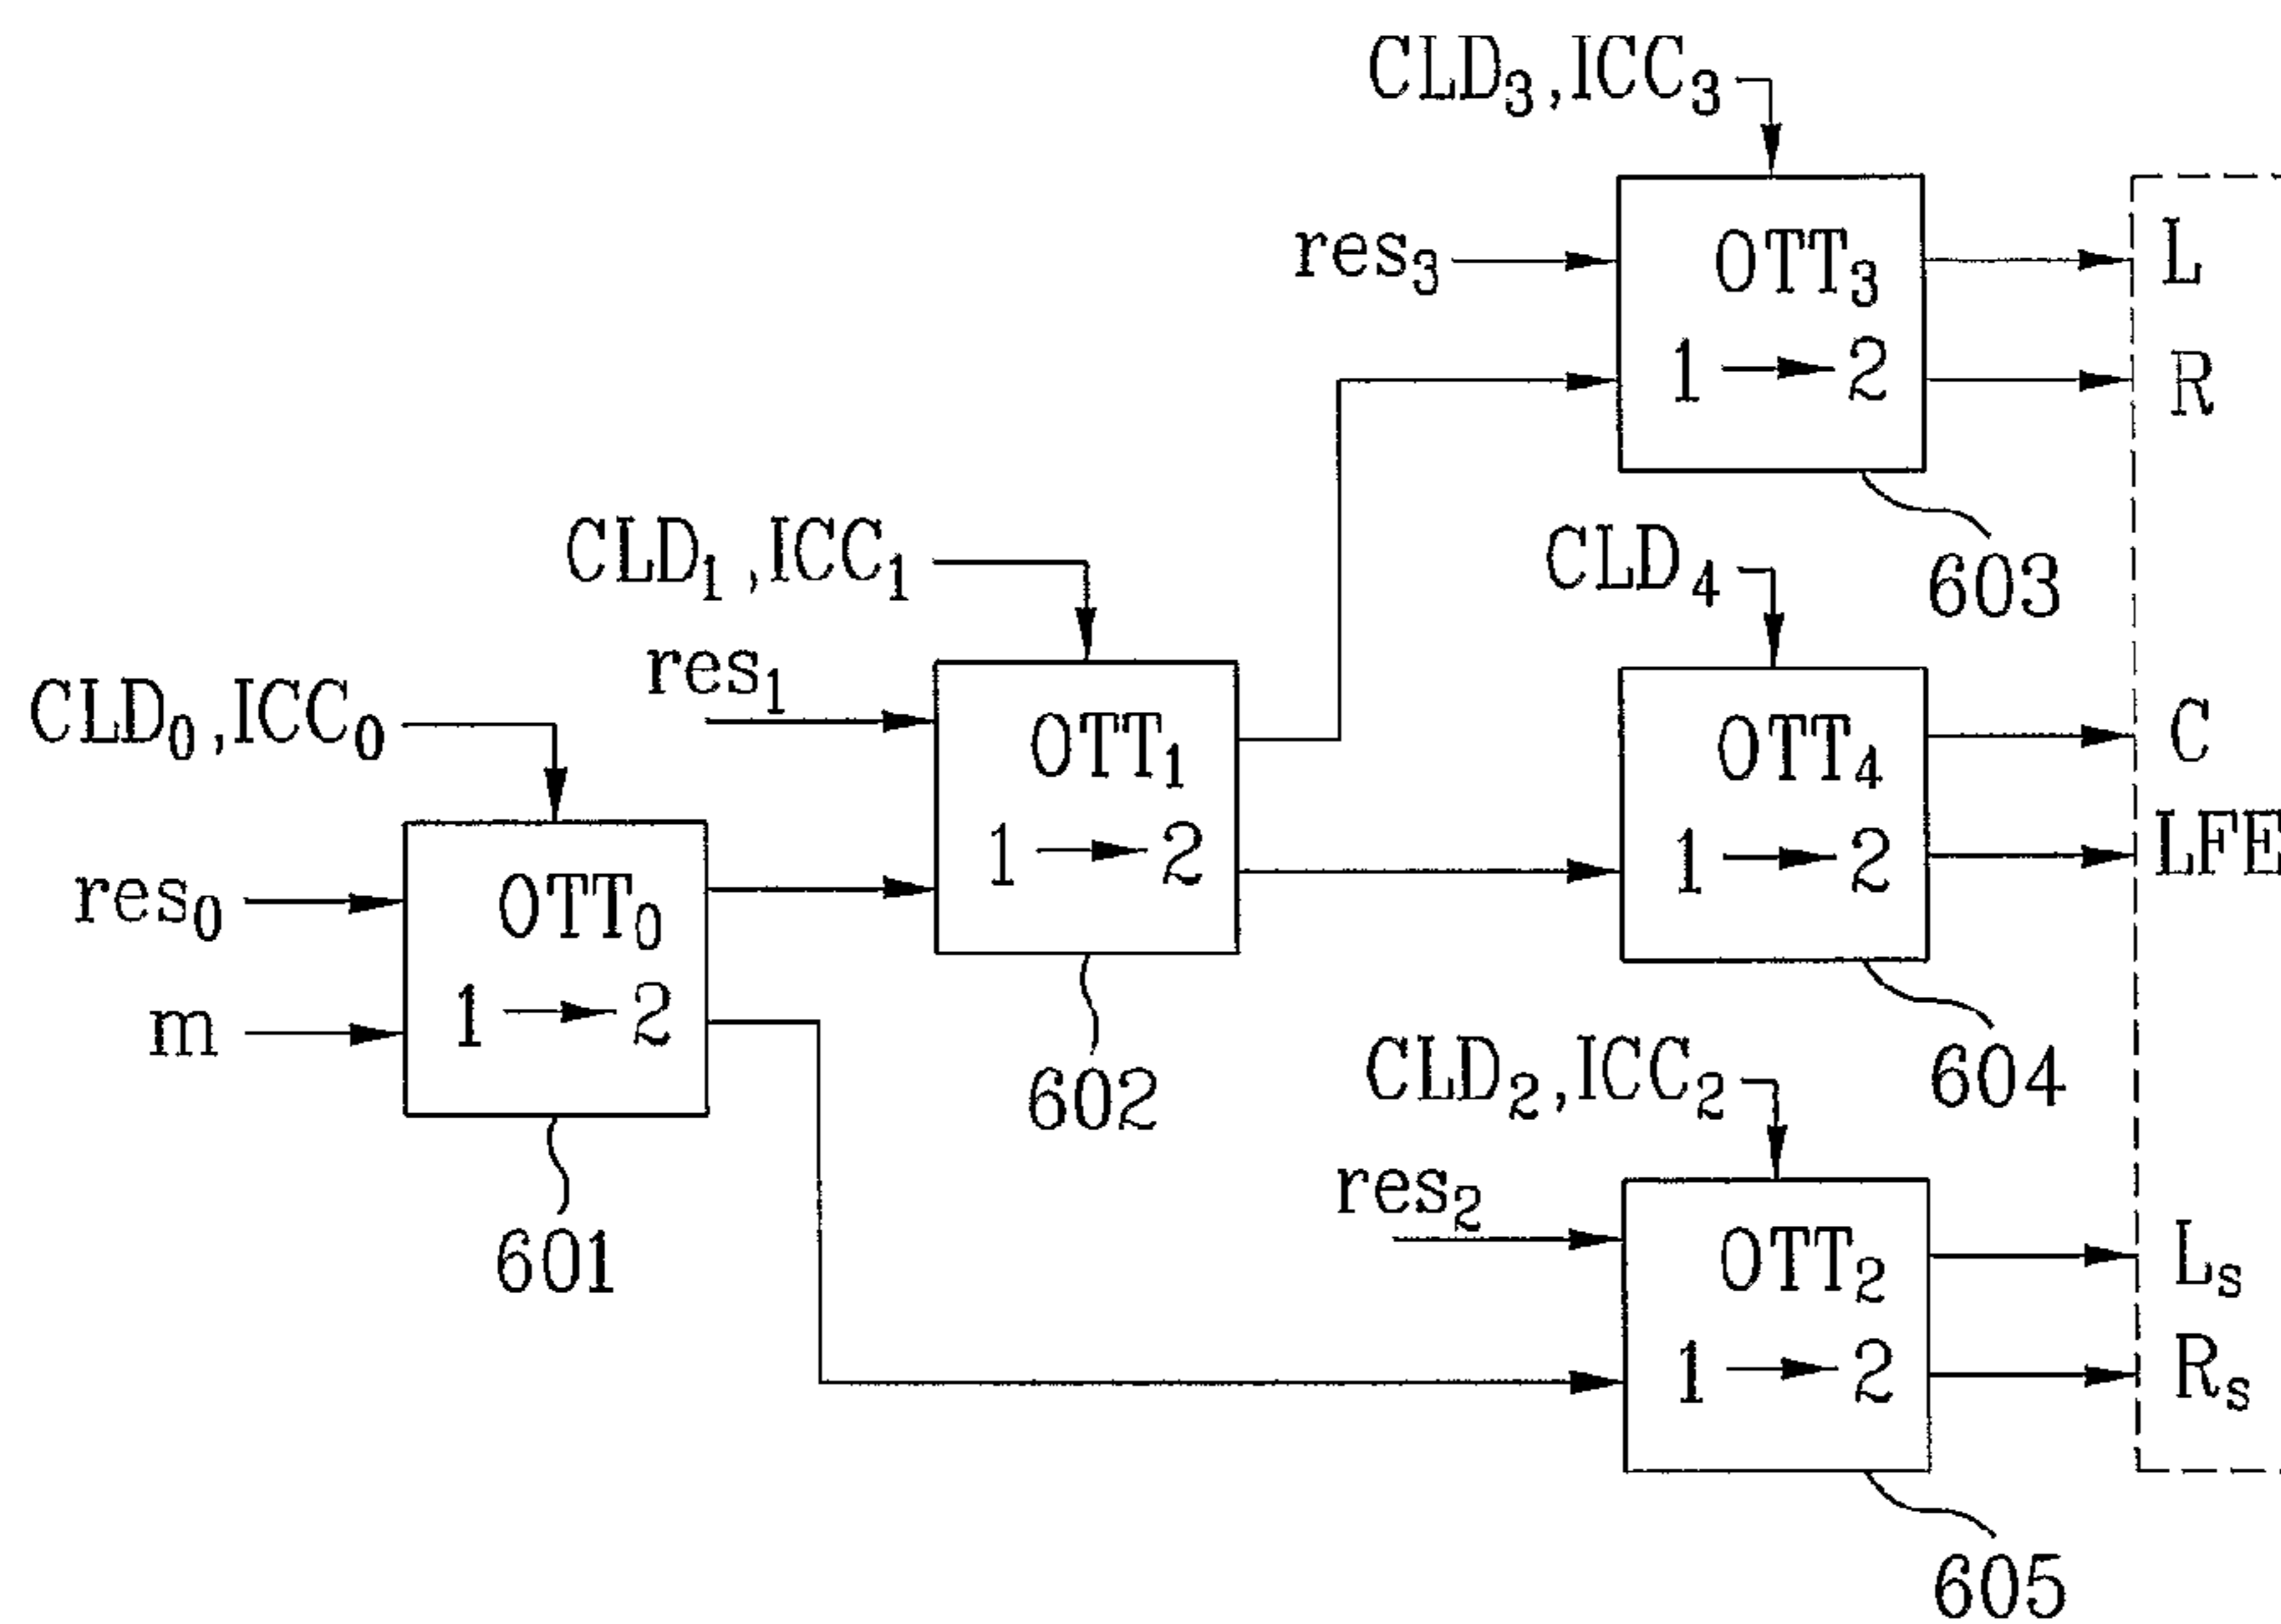 CLD₃,ICC₃
res₃
OTT₃
1 → 2
L
R
603
CLD₁,ICC₁
res₁
OTT₁
1 → 2
602
CLD₄
OTT₄
1 → 2
C
LFE
604
CLD₀,ICC₀
res₀
m
OTT₀
1 → 2
601
CLD₂,ICC₂
res₂
OTT₂
1 → 2
Lₛ
Rₛ
605